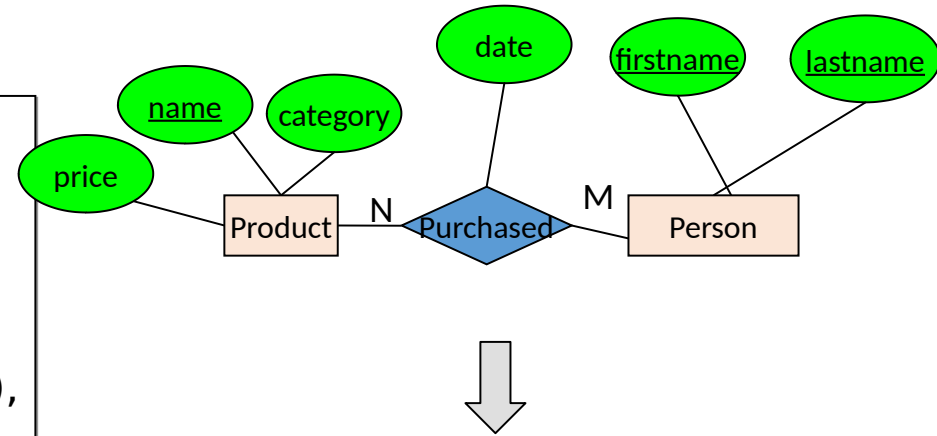 date
firstname
lastname
name
category
price
Product
N
Purchased
M
Person
),